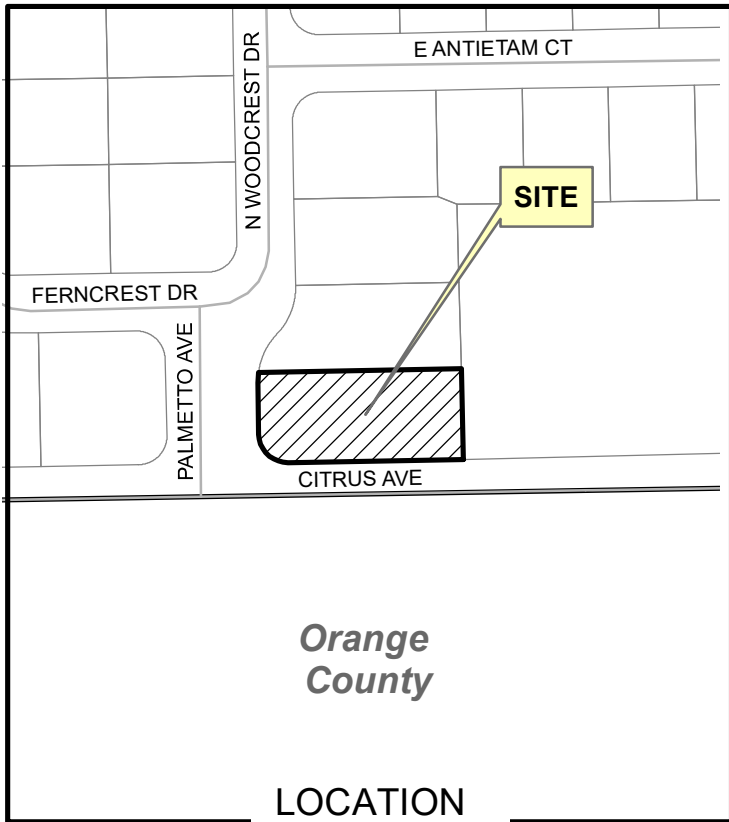 E ANTIETAM CT
N WOODCREST DR
SITE
FERNCREST DR
PALMETTO AVE
CITRUS AVE
Orange
County
LOCATION